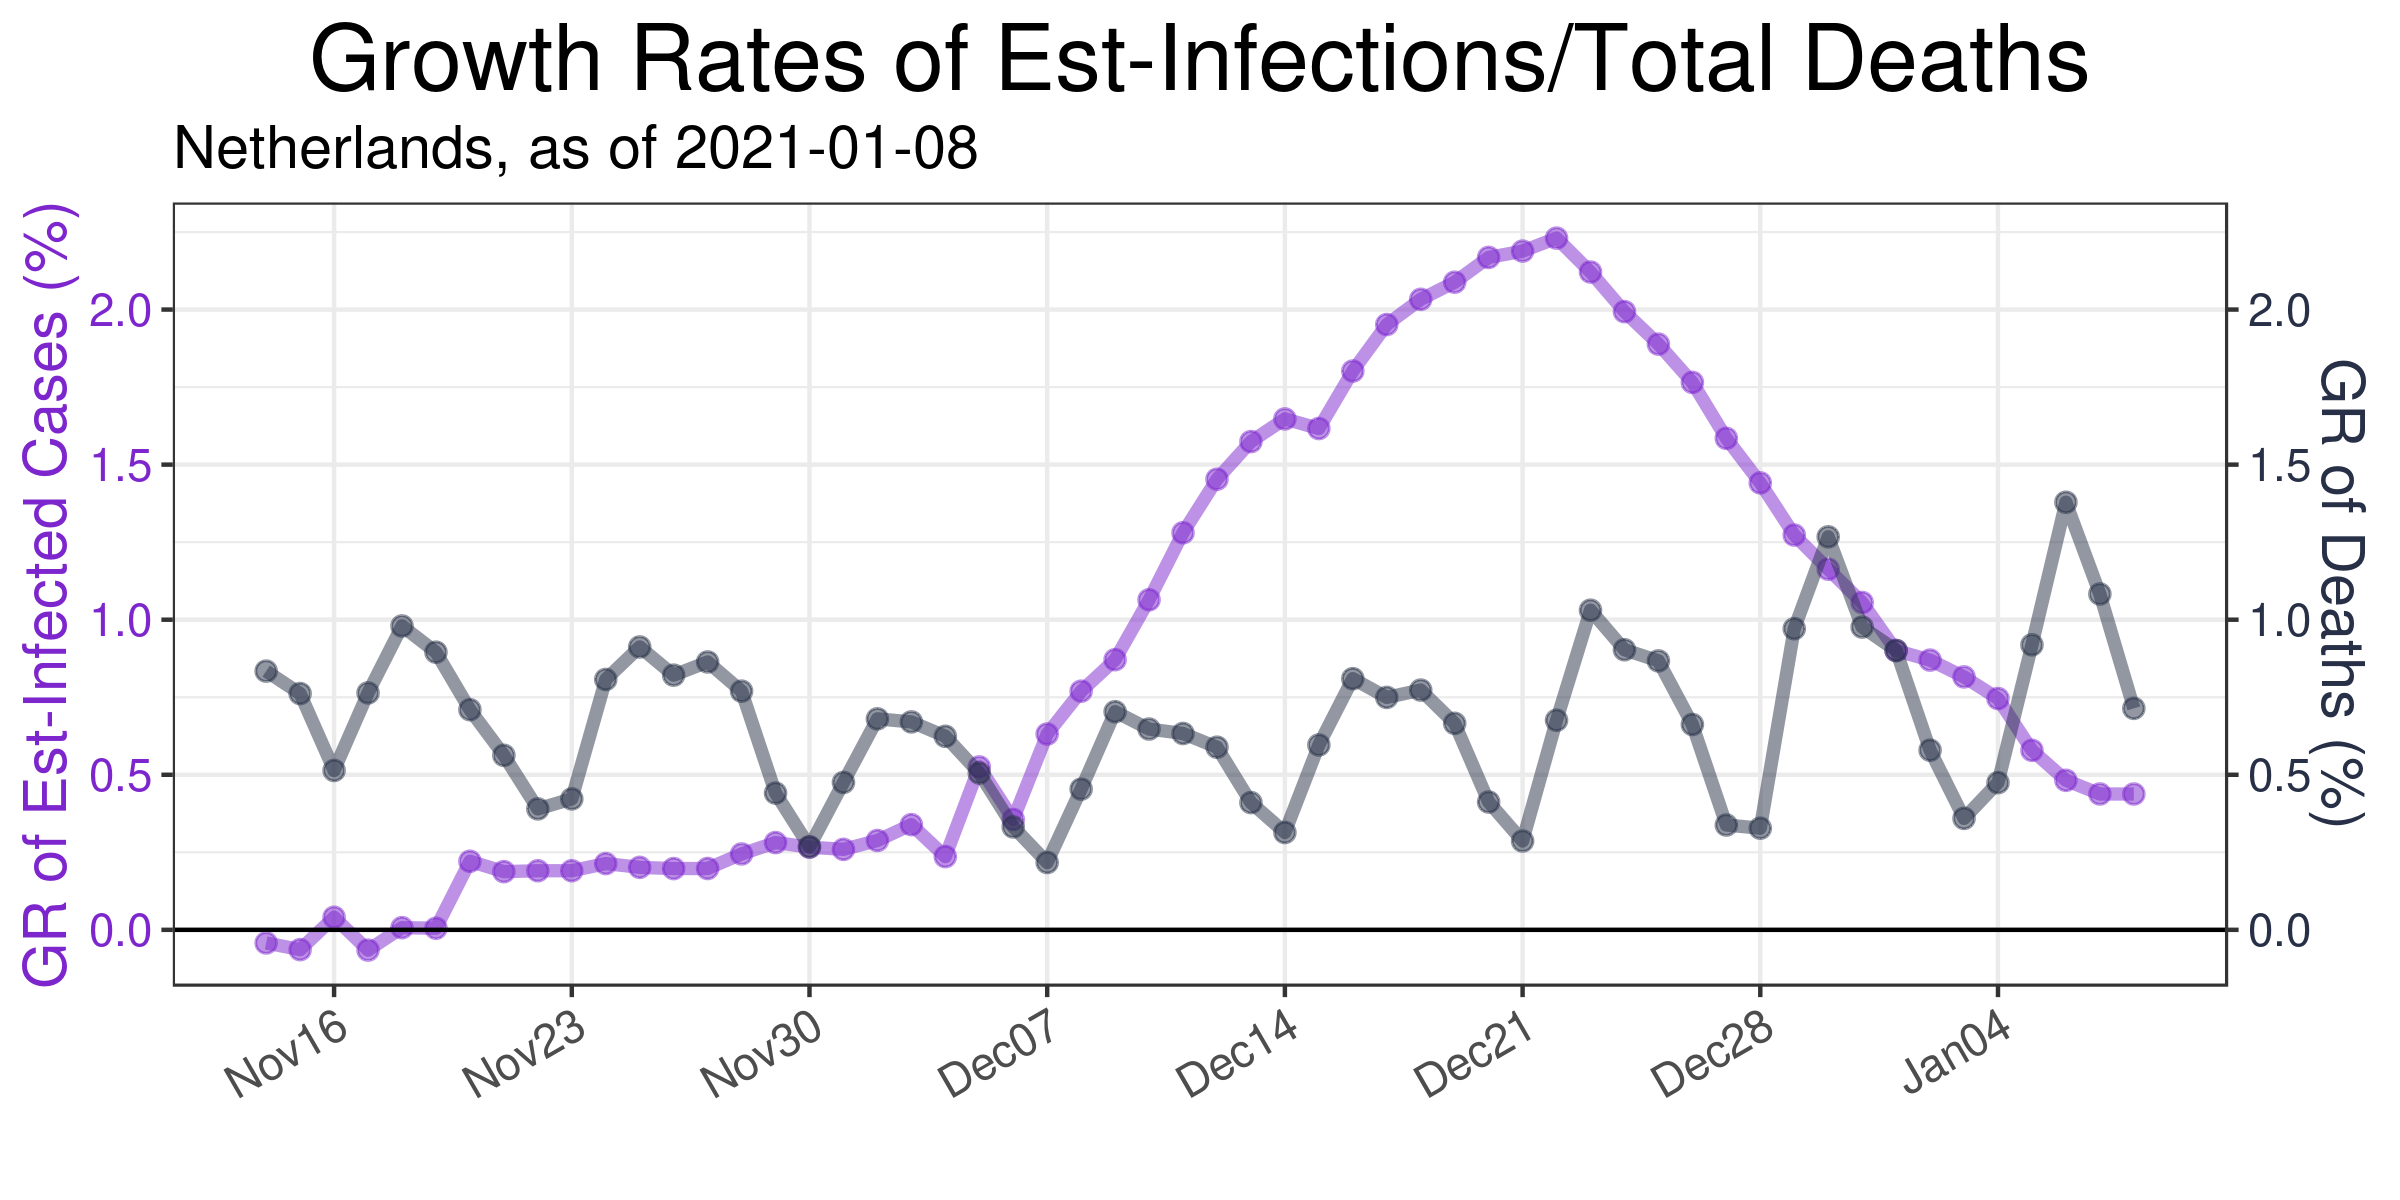 Growth Rates of Est-Infections/Total Deaths
Netherlands, as of 2021-01-08
GR of Est-Infected Cases (%)
2.0
1.5
1.0
0.5
0.0
2.0
1.5
1.0
0.5
0.0
GR of Deaths (%)
Nov16
Nov23
Nov30
Dec07
Dec14
Dec21
Dec28
Jan04